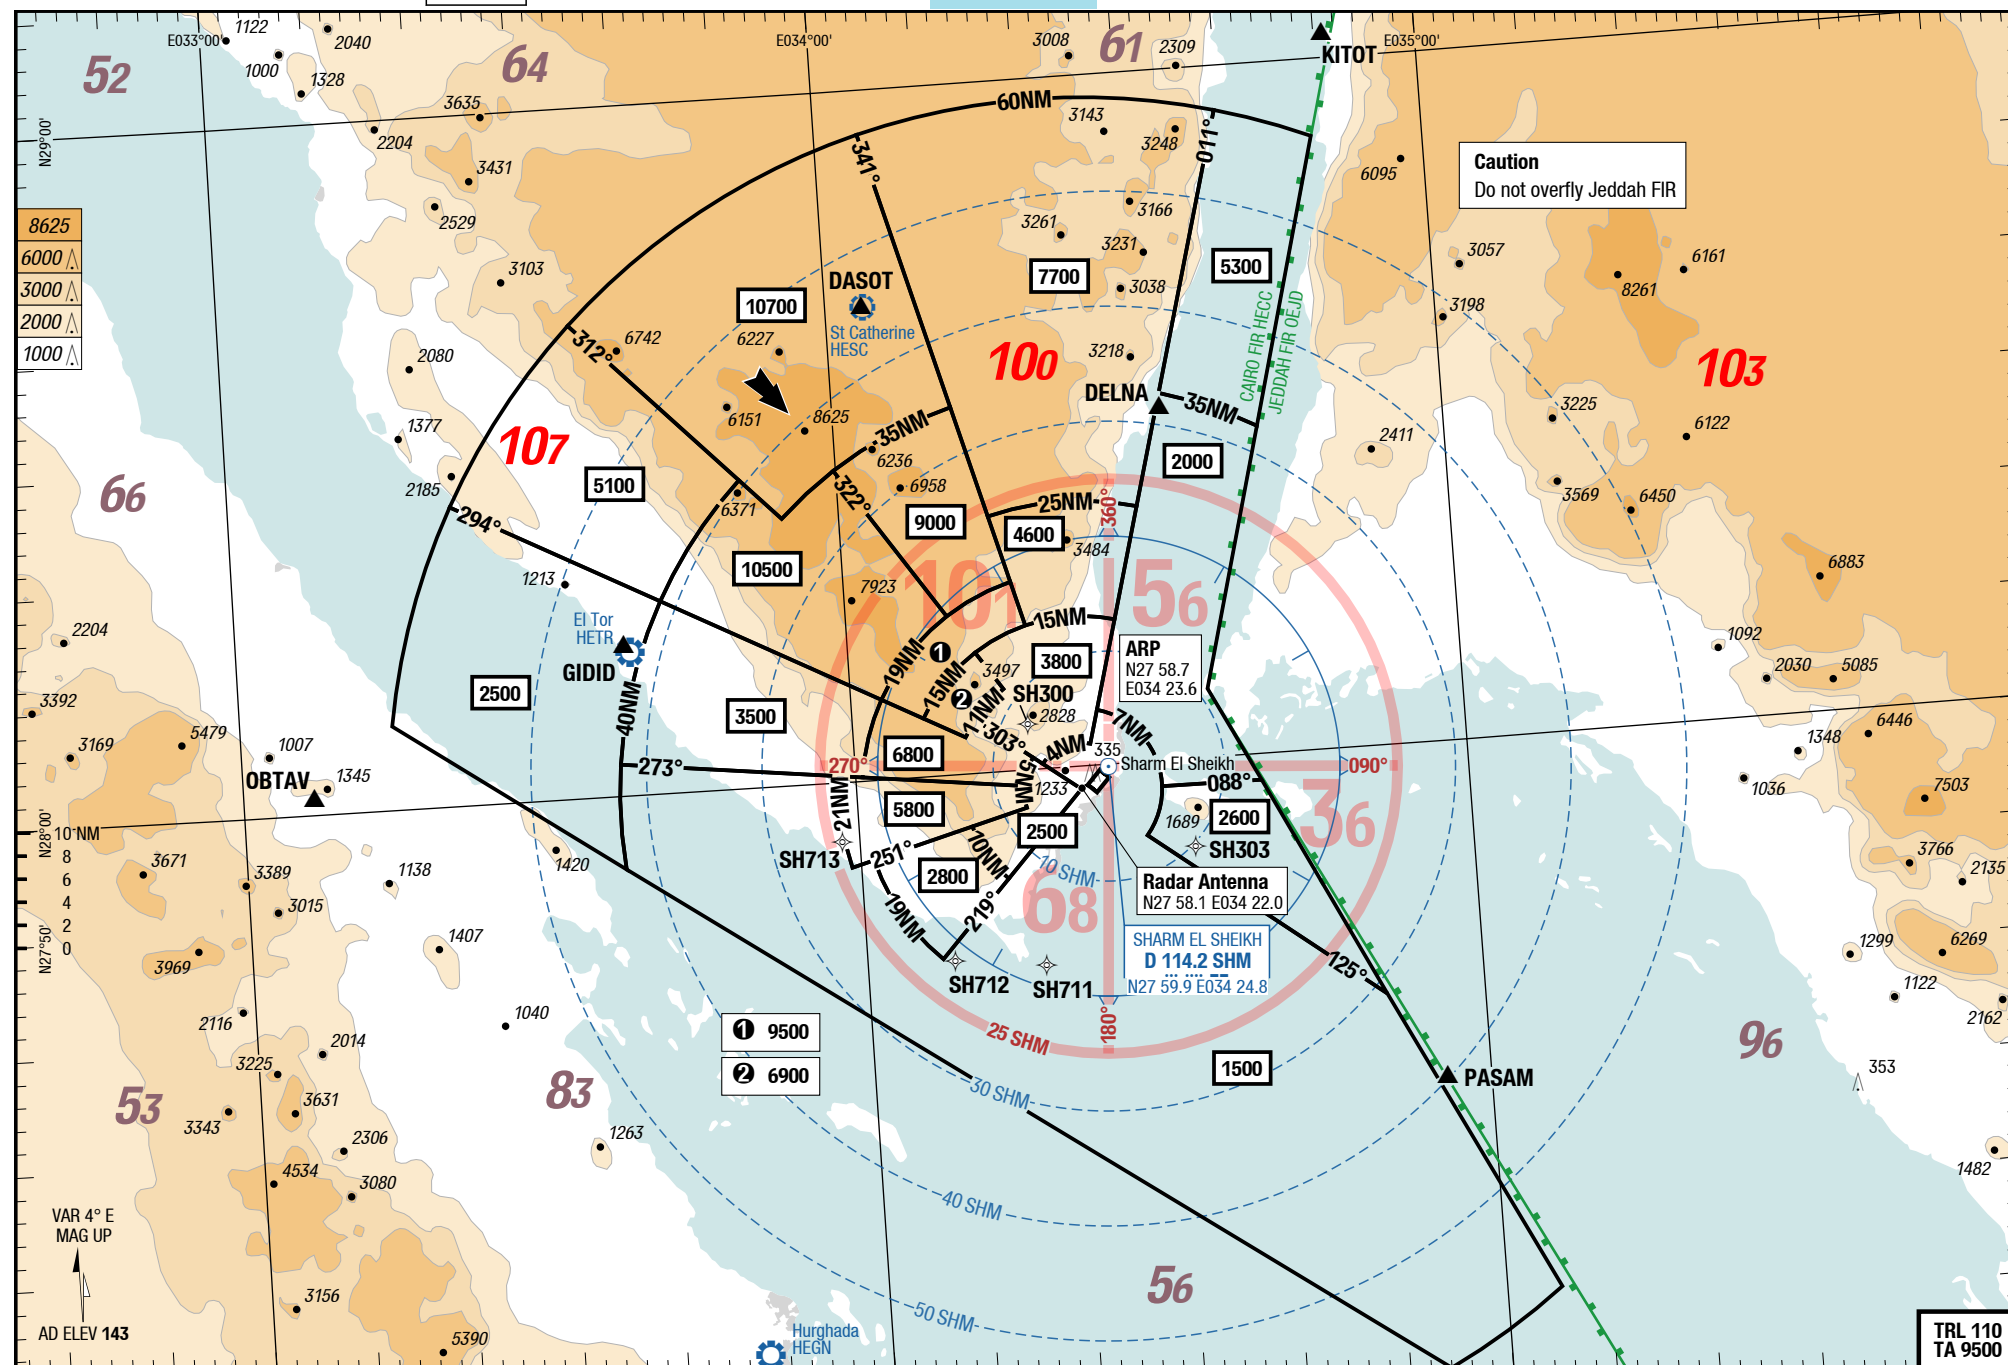 1122
2040
E033°00'
1000
1328
52
64
3635
2204
3431
2529
3103
N29°00'
8625
6000
3000
2000
1000
E034°00'
3008
61
2309
KITOT
E035°00'
60NM
3143
3248
011°
341°
6095
Caution
Do not overfly Jeddah FIR
3166
3261
3231
3038
7700
5300
3057
6161
8261
3198
10700
DASOT
St Catherine
HESC
6742
6227
312°
CAIRO FIR HECC
JEDDAH FIR OEJD
100
103
3218
DELNA
35NM
2080
1377
2185
107
6151
8625
35NM
6236
6958
322°
3225
6122
2411
2000
3569
6450
66
5100
6371
294°
9000
25NM
360°
4600
3484
1213
10500
7923
101
56
6883
El Tor
HETR
GIDID
2204
3392
3169
5479
1007
1345
OBTAV
2500
40NM
3500
19NM
1
15NM
2
11NM
3497
SH300
2828
15NM
3800
ARP
N27 58.7
E034 23.6
1092
2030
5085
6446
1348
1036
7503
7NM
303°
4NM
335
Sharm El Sheikh
6800
270°
273°
5NM
1233
088°
090°
5800
21NM
2500
1689
2600
36
SH303
SH713
251°
10NM
10 SHM
2800
68
219°
19NM
Radar Antenna
N27 58.1 E034 22.0
SHARM EL SHEIKH
D 114.2 SHM
N27 59.9 E034 24.8
125°
SH712
SH711
N28°00'
10 NM
8
6
4
2
0
N27°50'
3671
3389
3015
3969
1138
1420
1407
1040
3766
2135
1299
6269
1122
2162
2116
2014
3225
3631
3343
2306
4534
3080
53
83
1263
1 9500
2 6900
25 SHM
180°
30 SHM
1500
PASAM
96
353
1482
40 SHM
56
50 SHM
VAR 4° E
MAG UP
AD ELEV 143
3156
5390
Hurghada
HEGN
TRL 110
TA 9500